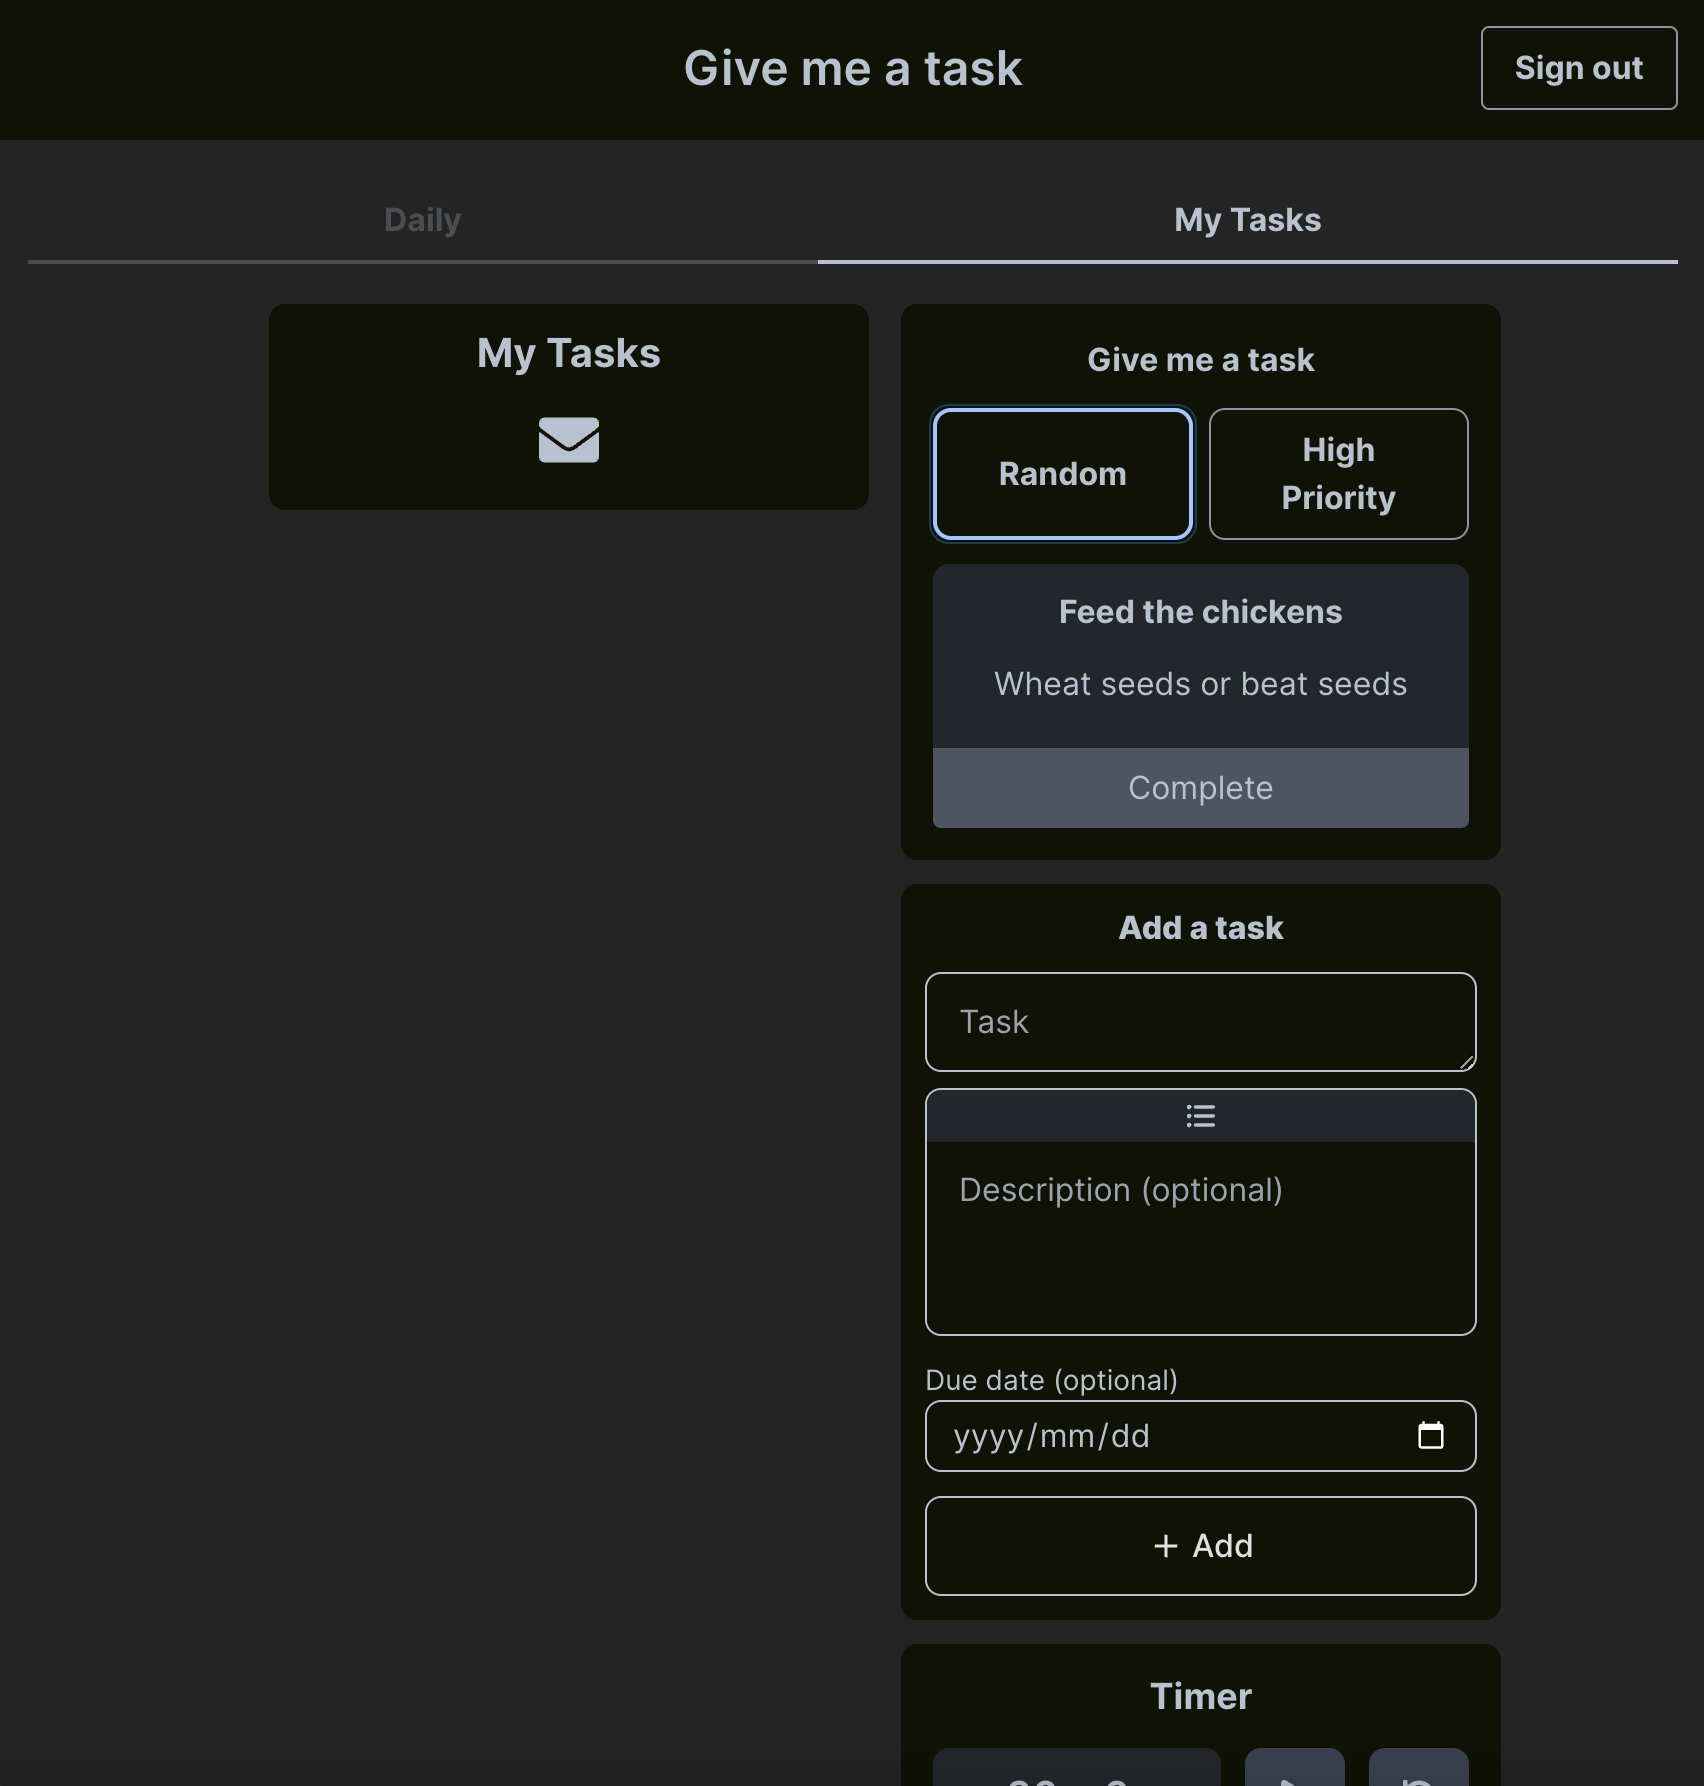 Give me a task
Sign out
Daily
My Tasks
My Tasks
Give me a task
Random
High
Priority
Feed the chickens
Wheat seeds or beat seeds
Complete
Add a task
Task
Description (optional)
Due date (optional)
yyyy/mm/dd
+ Add
Timer